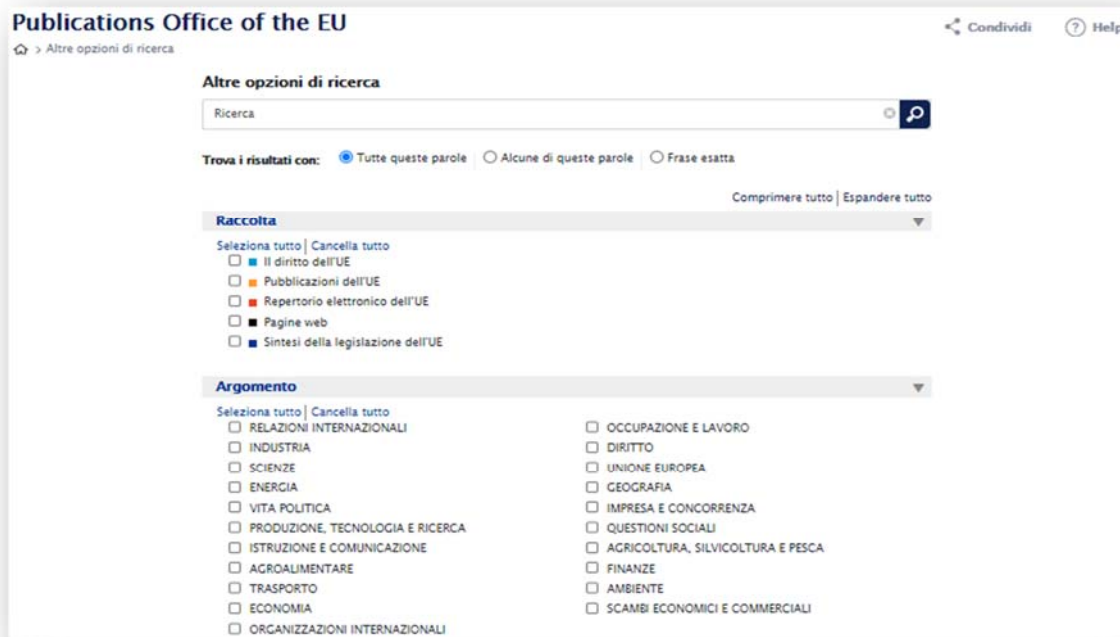 Publications Office of the EU
Condividi
Help
> Altre opzioni di ricerca
Altre opzioni di ricerca
Ricerca
Trova i risultati con: Tutte queste parole | Alcune di queste parole | Frase esatta
Comprimere tutto | Espandere tutto
Raccolta
Seleziona tutto | Cancella tutto
Il diritto dell'UE
Pubblicazioni dell'UE
Repertorio elettronico dell'UE
Pagine web
Sintesi della legislazione dell'UE
Argomento
Seleziona tutto | Cancella tutto
RELAZIONI INTERNAZIONALI
INDUSTRIA
SCIENZE
ENERGIA
VITA POLITICA
PRODUZIONE, TECNOLOGIA E RICERCA
ISTRUZIONE E COMUNICAZIONE
AGROALIMENTARE
TRASPORTO
ECONOMIA
ORGANIZZAZIONI INTERNAZIONALI
OCCUPAZIONE E LAVORO
DIRITTO
UNIONE EUROPEA
GEOGRAFIA
IMPRESA E CONCORRENZA
QUESTIONI SOCIALI
AGRICOLTURA, SILVICOLTURA E PESCA
FINANZE
AMBIENTE
SCAMBI ECONOMICI E COMMERCIALI